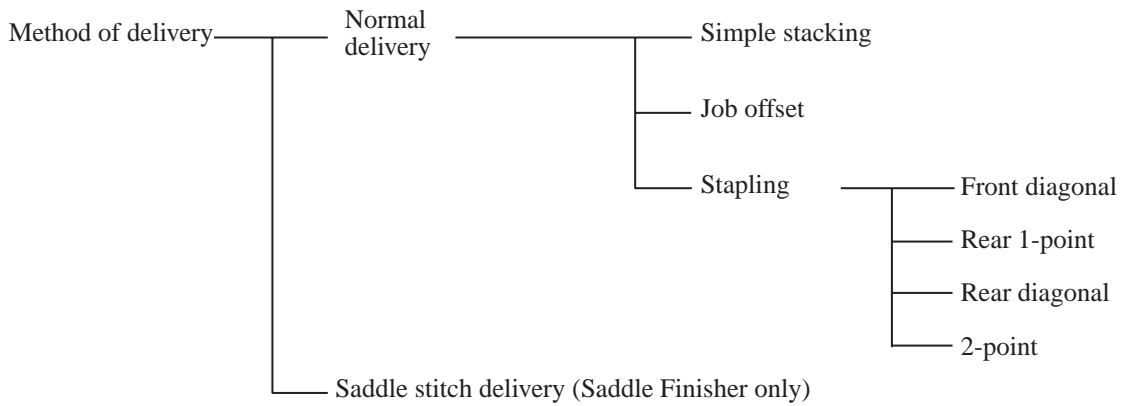 Method of delivery
Normal
delivery
Simple stacking
Job offset
Stapling
Front diagonal
Rear 1-point
Rear diagonal
2-point
Saddle stitch delivery (Saddle Finisher only)